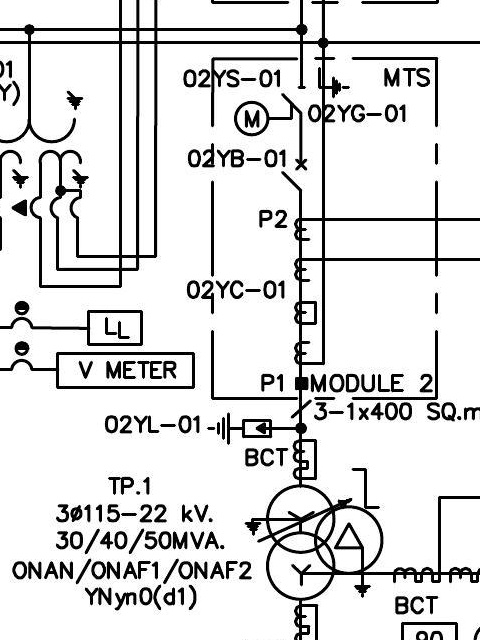 01
Y)
02YS-01
MTS
M
02YG-01
02YB-01
P2
02YC-01
LL
V METER
P1
MODULE 2
3-1x400 SQ.m
02YL-01
BCT
TP.1
3ø115-22 kV.
30/40/50MVA.
ONAN/ONAF1/ONAF2
YNyn0(d1)
BCT
90